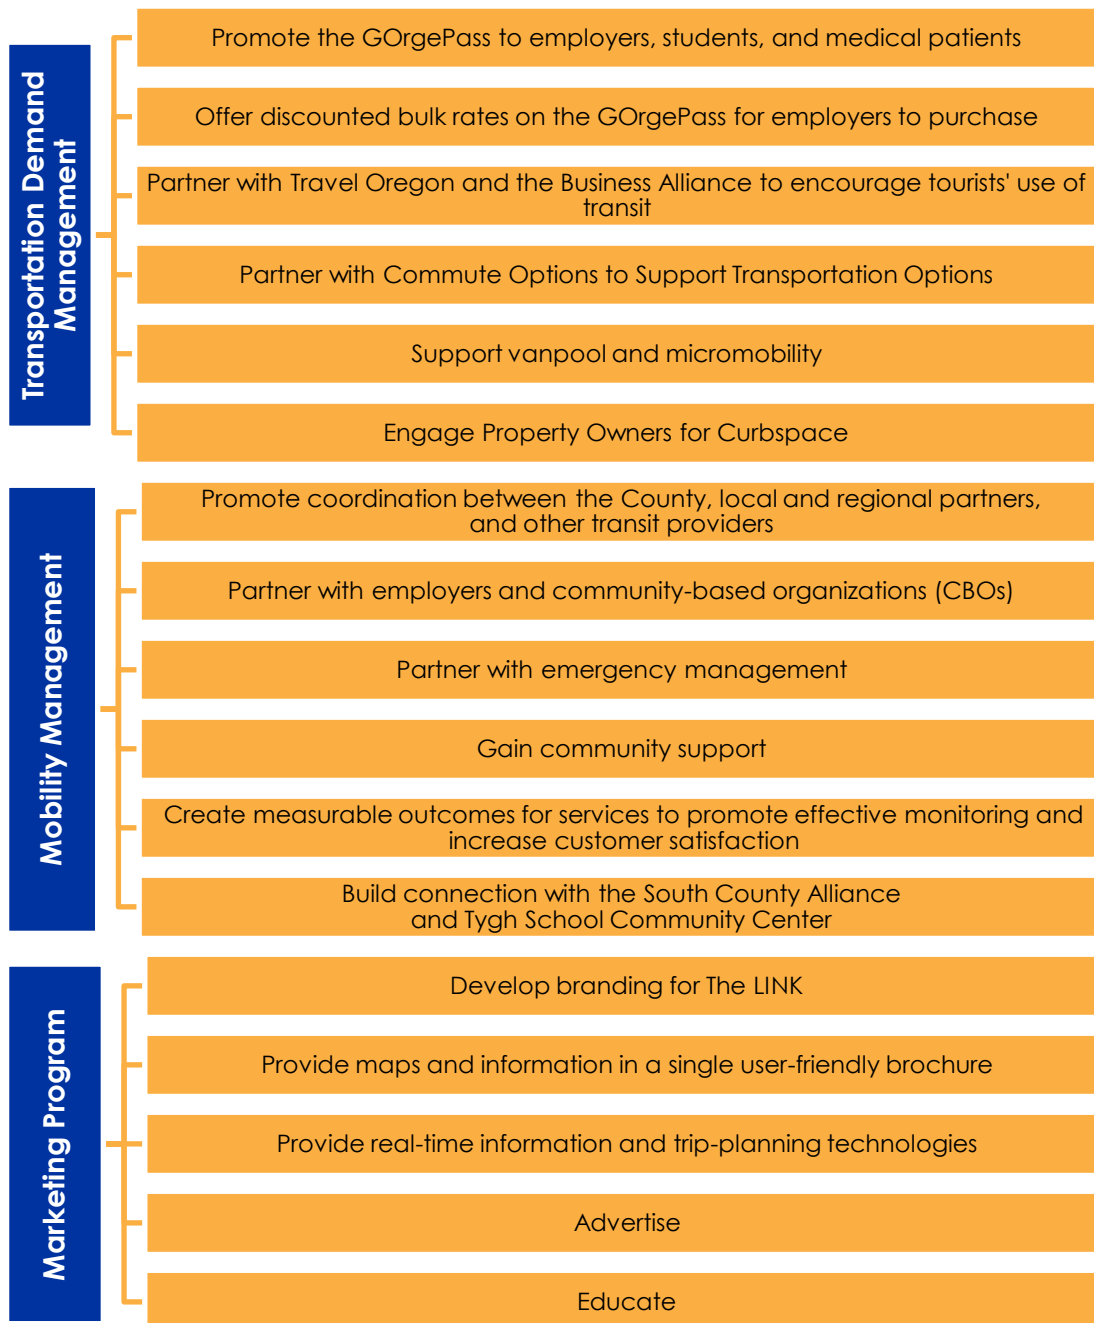 Transportation Demand
Management
Promote the GOrgePass to employers, students, and medical patients
Offer discounted bulk rates on the GOrgePass for employers to purchase
Partner with Travel Oregon and the Business Alliance to encourage tourists' use of
transit
Partner with Commute Options to Support Transportation Options
Support vanpool and micromobility
Engage Property Owners for Curbspace
Mobility Management
Promote coordination between the County, local and regional partners,
and other transit providers
Partner with employers and community-based organizations (CBOs)
Partner with emergency management
Gain community support
Create measurable outcomes for services to promote effective monitoring and
increase customer satisfaction
Build connection with the South County Alliance
and Tygh School Community Center
Marketing Program
Develop branding for The LINK
Provide maps and information in a single user-friendly brochure
Provide real-time information and trip-planning technologies
Advertise
Educate